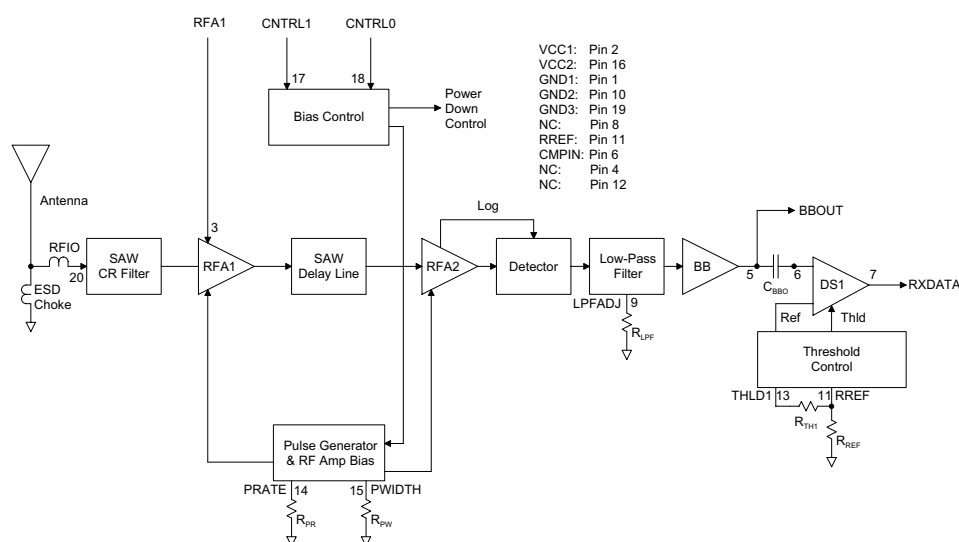 RFA1
CNTRL1
CNTRL0
17
18
Bias Control
Power
Down
Control
VCC1: Pin 2
VCC2: Pin 16
GND1: Pin 1
GND2: Pin 10
GND3: Pin 19
NC: Pin 8
RREF: Pin 11
CMPIN: Pin 6
NC: Pin 4
NC: Pin 12
Antenna
RFIO
20
ESD
Choke
SAW
CR Filter
3
RFA1
SAW
Delay Line
Log
RFA2
Detector
Low-Pass
Filter
LPFADJ
9
RLPF
BB
BBOUT
5
CBBO
6
DS1
7
RXDATA
Ref
Thld
Threshold
Control
THLD1
13
11
RREF
RTH1
RREF
Pulse Generator
& RF Amp Bias
PRATE
14
15
PWIDTH
RPR
RPW